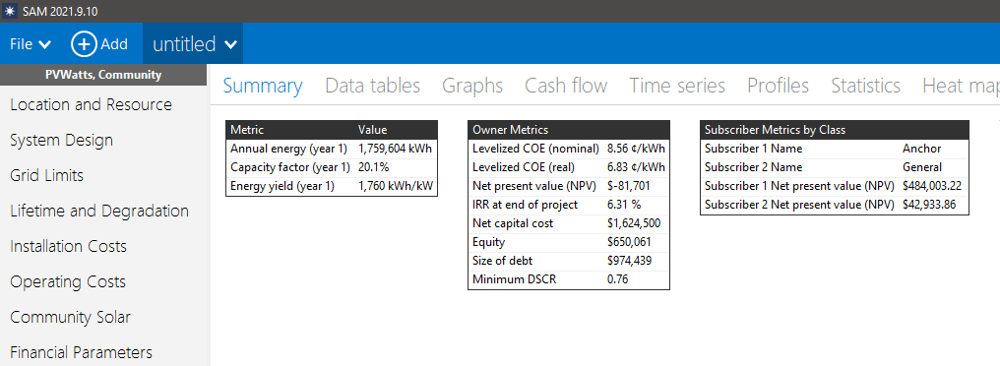 SAM 2021.9.10
File Add untitled
PVWatts, Community
Location and Resource
System Design
Grid Limits
Lifetime and Degradation
Installation Costs
Operating Costs
Community Solar
Financial Parameters
Summary Data tables Graphs Cash flow Time series Profiles Statistics Heat map
Metric Value
Annual energy (year 1) 1,759,604 kWh
Capacity factor (year 1) 20.1%
Energy yield (year 1) 1,760 kWh/kW
Owner Metrics
Levelized COE (nominal) 8.56 ¢/kWh
Levelized COE (real) 6.83 ¢/kWh
Net present value (NPV) $-81,701
IRR at end of project 6.31 %
Net capital cost $1,624,500
Equity $650,061
Size of debt $974,439
Minimum DSCR 0.76
Subscriber Metrics by Class
Subscriber 1 Name Anchor
Subscriber 2 Name General
Subscriber 1 Net present value (NPV) $484,003.22
Subscriber 2 Net present value (NPV) $42,933.86